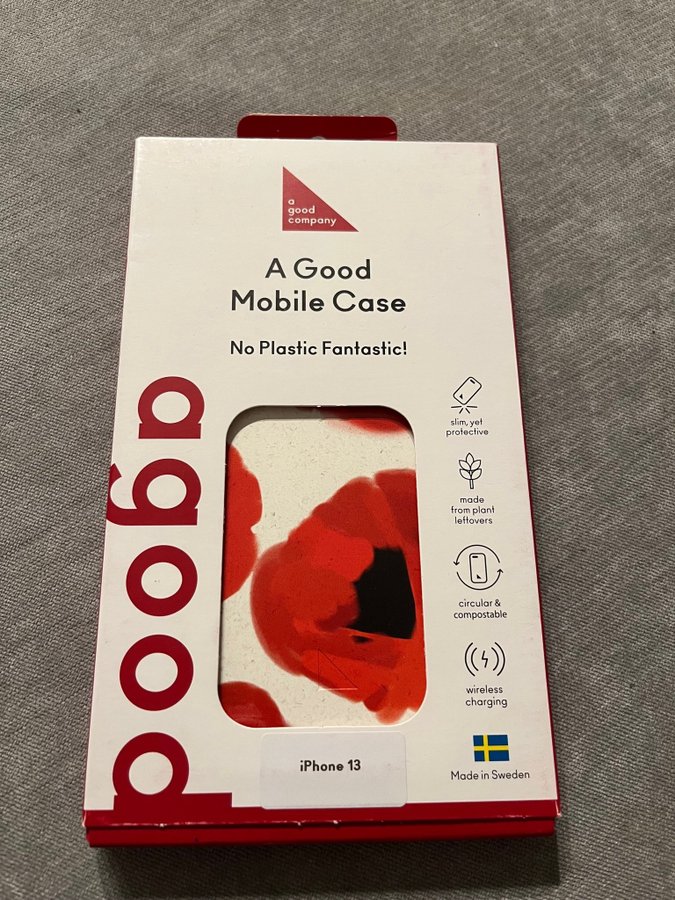 a
good
company
A Good
Mobile Case
No Plastic Fantastic!
agood
slim, yet
protective
made
from plant
leftovers
circular &
compostable
wireless
charging
Made in Sweden
iPhone 13